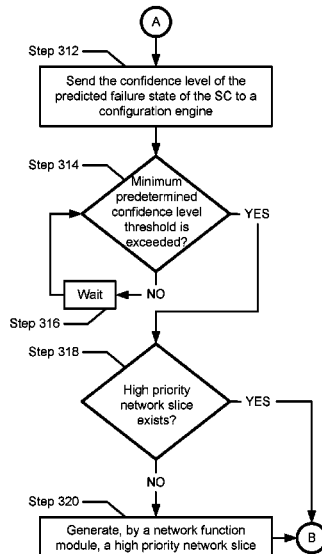 A
Step 312
Send the confidence level of the
predicted failure state of the SC to a
configuration engine
Step 314
Minimum
predetermined
confidence level
threshold is
exceeded?
YES
NO
Wait
Step 316
Step 318
High priority
network slice
exists?
YES
NO
Step 320
Generate, by a network function
module, a high priority network slice
B